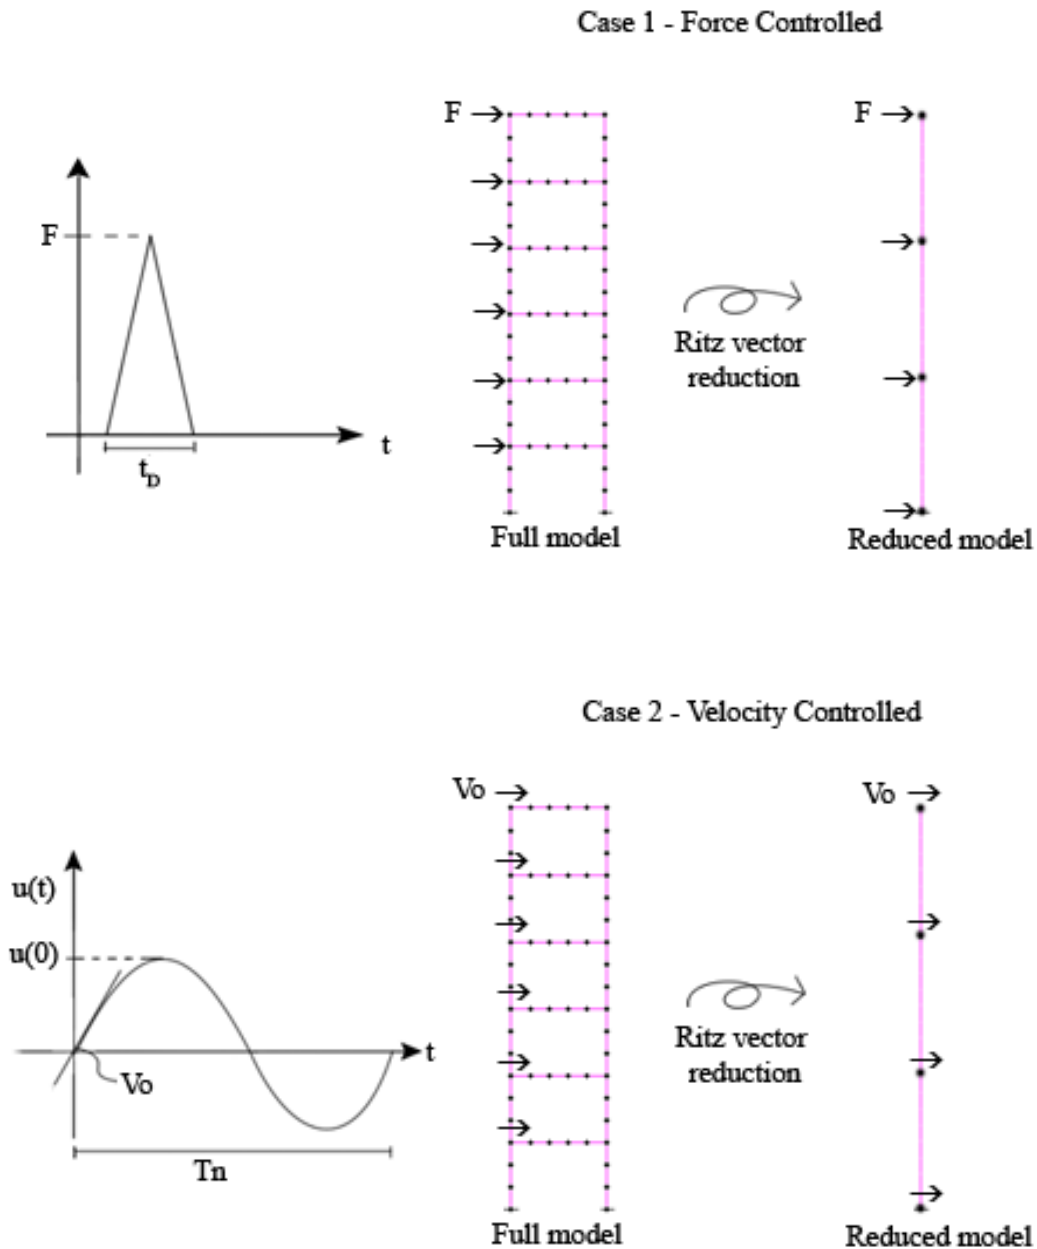 Case 1 - Force Controlled
F
F
F
t
tD
Ritz vector
reduction
Full model
Reduced model
Case 2 - Velocity Controlled
Vo
Vo
u(t)
u(0)
t
Vo
Tn
Ritz vector
reduction
Full model
Reduced model